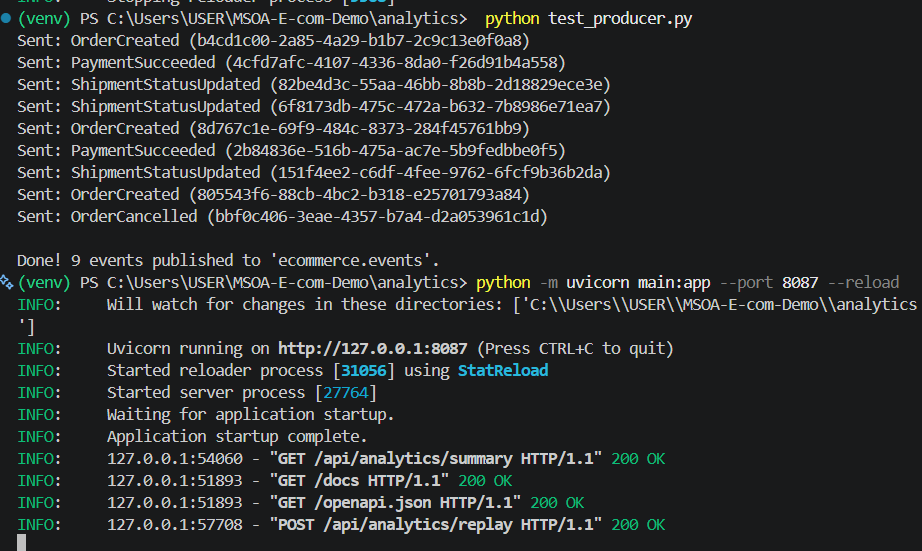 (venv) PS C:\Users\USER\MSOA-E-com-Demo\analytics>  python test_producer.py
Sent: OrderCreated (b4cd1c00-2a85-4a29-b1b7-2c9c13e0f0a8)
Sent: PaymentSucceeded (4cfd7afc-4107-4336-8da0-f26d91b4a558)
Sent: ShipmentStatusUpdated (82be4d3c-55aa-46bb-8b8b-2d18829ece3e)
Sent: ShipmentStatusUpdated (6f8173db-475c-472a-b632-7b8986e71ea7)
Sent: OrderCreated (8d767c1e-69f9-484c-8373-284f45761bb9)
Sent: PaymentSucceeded (2b84836e-516b-475a-ac7e-5b9fedbbe0f5)
Sent: ShipmentStatusUpdated (151f4ee2-c6df-4fee-9762-6fcf9b36b2da)
Sent: OrderCreated (805543f6-88cb-4bc2-b318-e25701793a84)
Sent: OrderCancelled (bbf0c406-3eae-4357-b7a4-d2a053961c1d)
Done! 9 events published to 'ecommerce.events'.
(venv) PS C:\Users\USER\MSOA-E-com-Demo\analytics> python -m uvicorn main:app --port 8087 --reload
INFO:     Will watch for changes in these directories: ['C:\\Users\\USER\\MSOA-E-com-Demo\\analytics
']
INFO:     Uvicorn running on http://127.0.0.1:8087 (Press CTRL+C to quit)
INFO:     Started reloader process [31056] using StatReload
INFO:     Started server process [27764]
INFO:     Waiting for application startup.
INFO:     Application startup complete.
INFO:     127.0.0.1:54060 - "GET /api/analytics/summary HTTP/1.1" 200 OK
INFO:     127.0.0.1:51893 - "GET /docs HTTP/1.1" 200 OK
INFO:     127.0.0.1:51893 - "GET /openapi.json HTTP/1.1" 200 OK
INFO:     127.0.0.1:57708 - "POST /api/analytics/replay HTTP/1.1" 200 OK